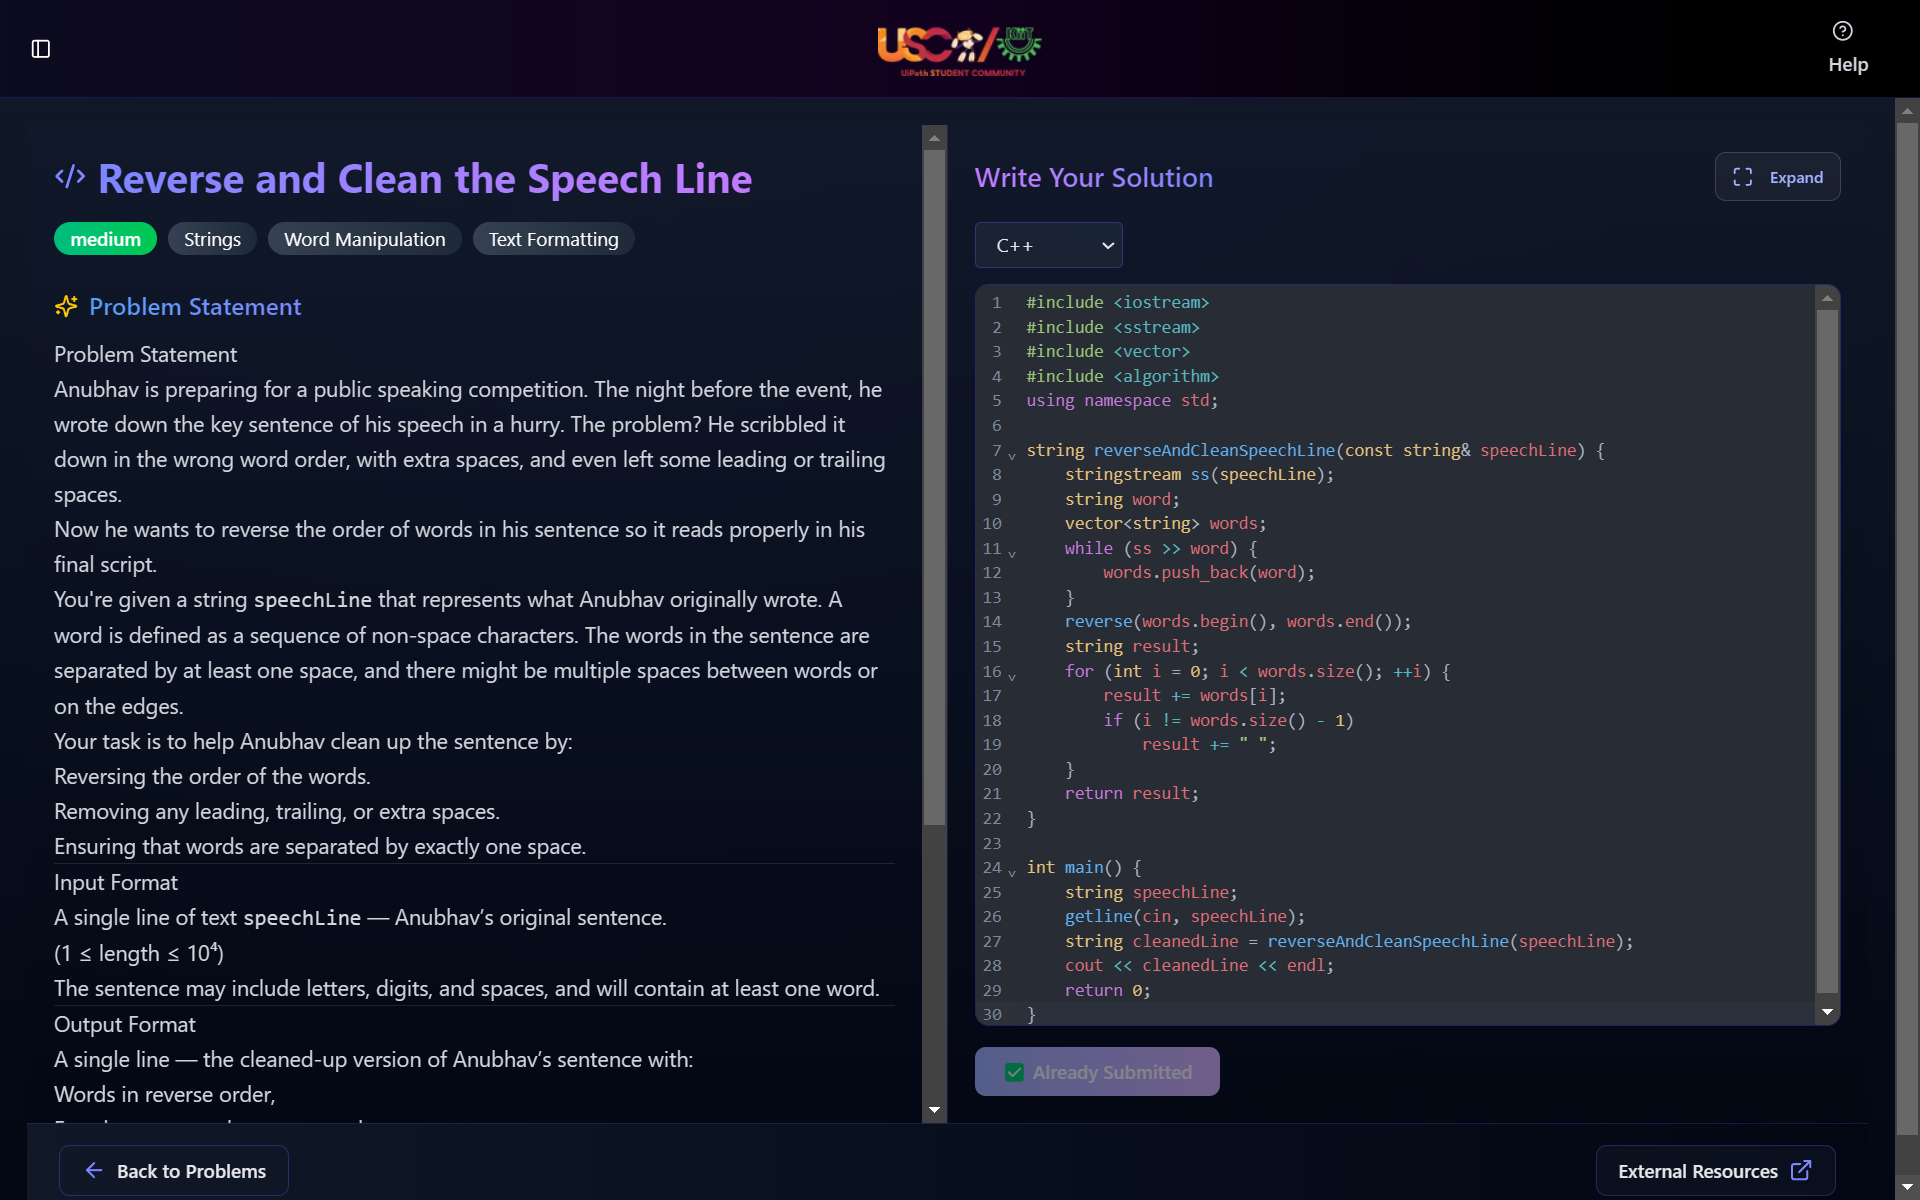 USC
UiPath STUDENT COMMUNITY
Help
</> Reverse and Clean the Speech Line
medium Strings Word Manipulation Text Formatting
Problem Statement
Problem Statement
Anubhav is preparing for a public speaking competition. The night before the event, he
wrote down the key sentence of his speech in a hurry. The problem? He scribbled it
down in the wrong word order, with extra spaces, and even left some leading or trailing
spaces.
Now he wants to reverse the order of words in his sentence so it reads properly in his
final script.
You're given a string speechLine that represents what Anubhav originally wrote. A
word is defined as a sequence of non-space characters. The words in the sentence are
separated by at least one space, and there might be multiple spaces between words or
on the edges.
Your task is to help Anubhav clean up the sentence by:
Reversing the order of the words.
Removing any leading, trailing, or extra spaces.
Ensuring that words are separated by exactly one space.
Input Format
A single line of text speechLine — Anubhav’s original sentence.
(1 ≤ length ≤ 10⁴)
The sentence may include letters, digits, and spaces, and will contain at least one word.
Output Format
A single line — the cleaned-up version of Anubhav’s sentence with:
Words in reverse order,
Back to Problems
Write Your Solution
Expand
C++
1 #include <iostream>
2 #include <sstream>
3 #include <vector>
4 #include <algorithm>
5 using namespace std;
6
7 string reverseAndCleanSpeechLine(const string& speechLine) {
8     stringstream ss(speechLine);
9     string word;
10     vector<string> words;
11     while (ss >> word) {
12         words.push_back(word);
13     }
14     reverse(words.begin(), words.end());
15     string result;
16     for (int i = 0; i < words.size(); ++i) {
17         result += words[i];
18         if (i != words.size() - 1)
19             result += " ";
20     }
21     return result;
22 }
23
24 int main() {
25     string speechLine;
26     getline(cin, speechLine);
27     string cleanedLine = reverseAndCleanSpeechLine(speechLine);
28     cout << cleanedLine << endl;
29     return 0;
30 }
Already Submitted
External Resources